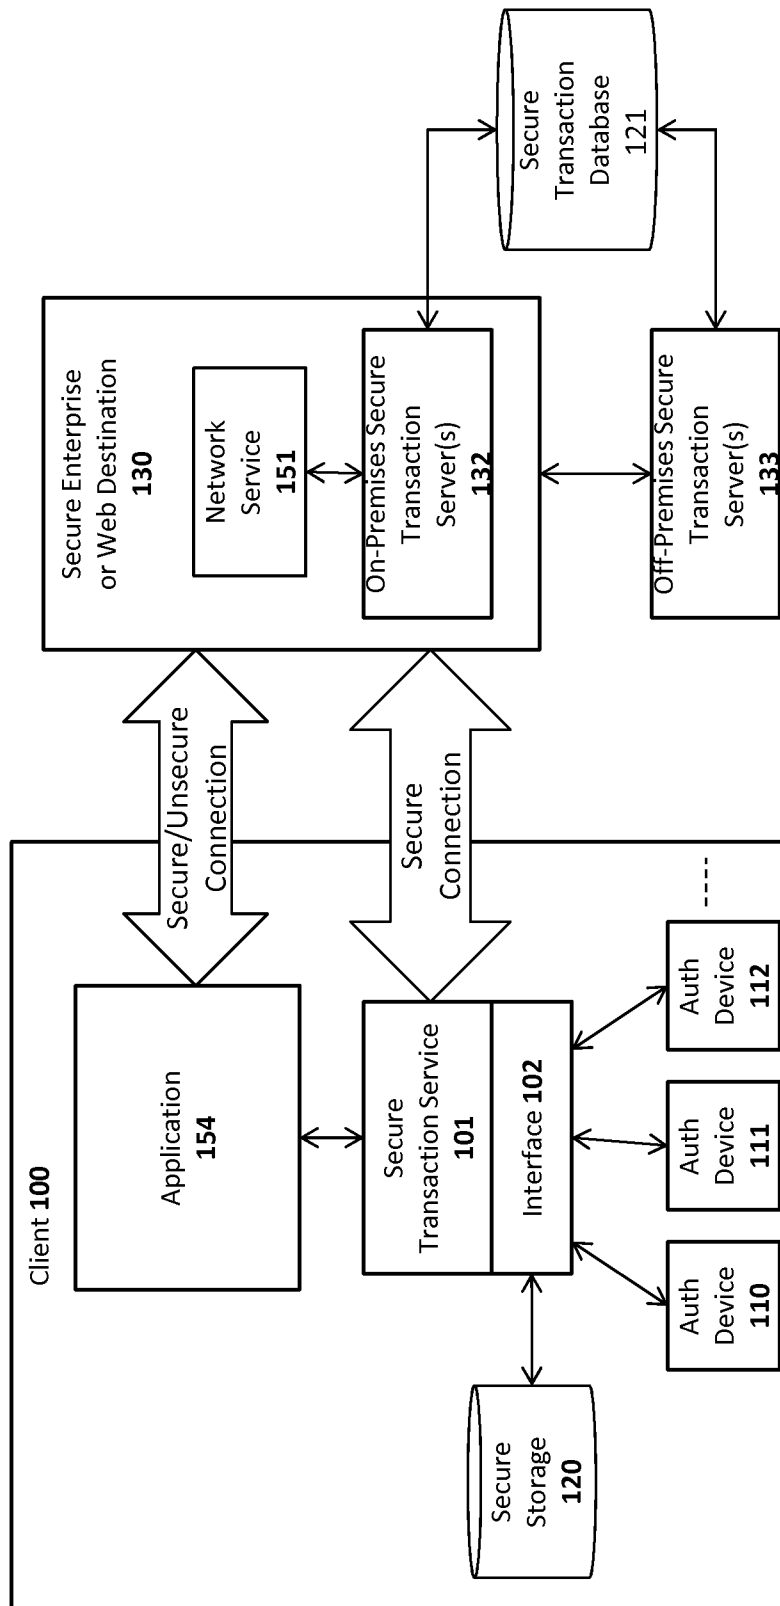 Client 100
Application
154
Secure/Unsecure
Connection
Secure Enterprise
or Web Destination
130
Network
Service
151
Secure
Transaction Service
101
Interface 102
Secure
Connection
On-Premises Secure
Transaction
Server(s)
132
Secure
Storage
120
Auth
Device
110
Auth
Device
111
Auth
Device
112
Off-Premises Secure
Transaction
Server(s)
133
Secure
Transaction
Database
121